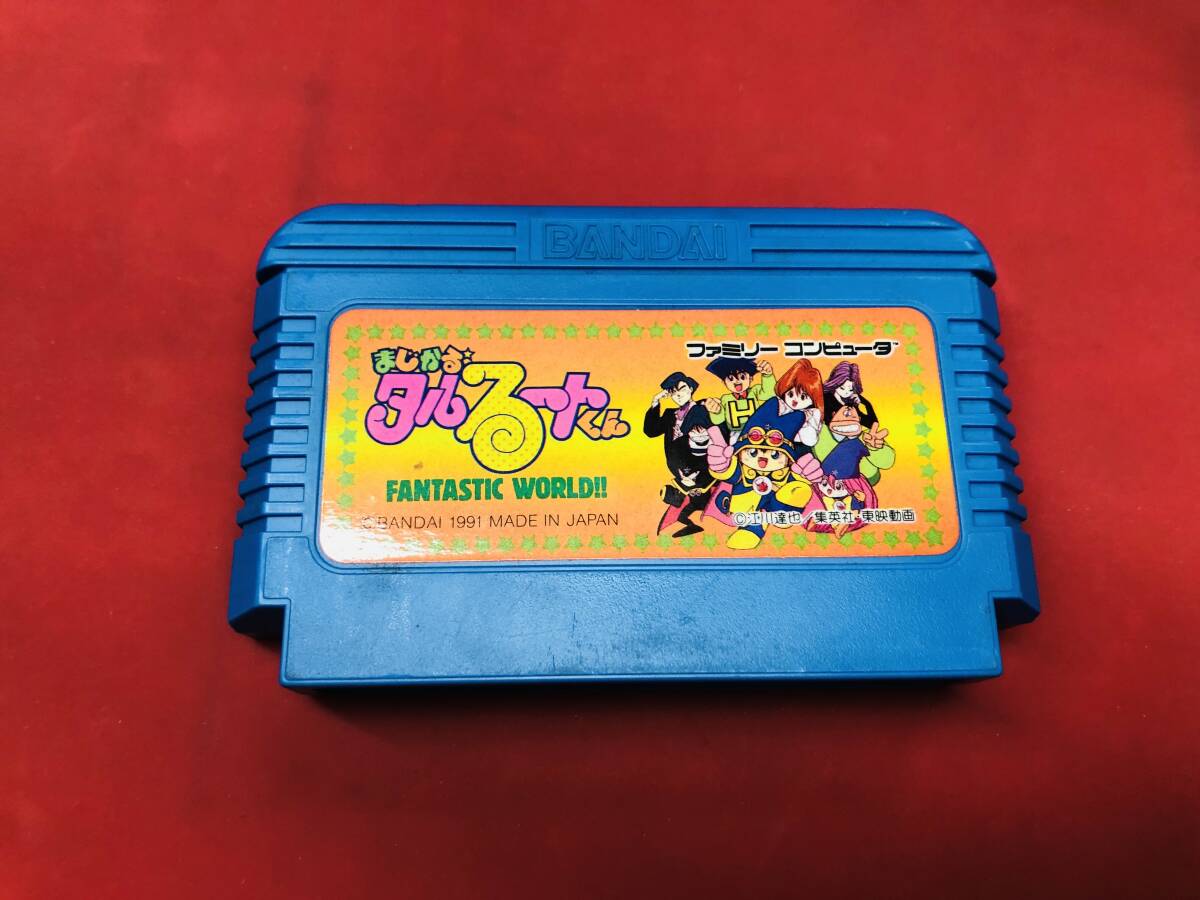 BANDAI
ファミリー コンピュータ™
まじかる☆
タルるートくん
FANTASTIC WORLD!!
©BANDAI 1991 MADE IN JAPAN
©江川達也／集英社・東映動画
H